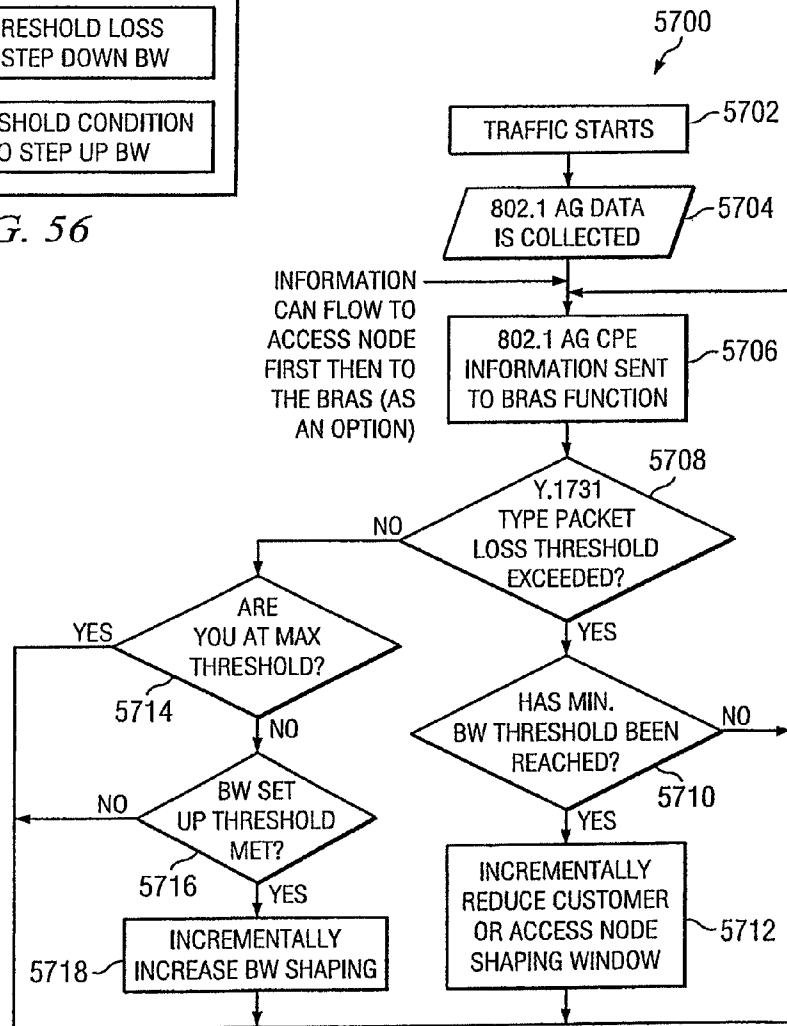 RESHOLD LOSS
STEP DOWN BW
SHOLD CONDITION
O STEP UP BW
G. 56
5700
TRAFFIC STARTS
5702
802.1 AG DATA
IS COLLECTED
5704
INFORMATION
CAN FLOW TO
ACCESS NODE
FIRST THEN TO
THE BRAS (AS
AN OPTION)
802.1 AG CPE
INFORMATION SENT
TO BRAS FUNCTION
5706
5708
Y.1731
TYPE PACKET
LOSS THRESHOLD
EXCEEDED?
NO
YES
ARE
YOU AT MAX
THRESHOLD?
YES
5714
NO
HAS MIN.
BW THRESHOLD BEEN
REACHED?
NO
5710
YES
BW SET
UP THRESHOLD
MET?
NO
5716
YES
INCREMENTALLY
REDUCE CUSTOMER
OR ACCESS NODE
SHAPING WINDOW
5712
INCREMENTALLY
INCREASE BW SHAPING
5718